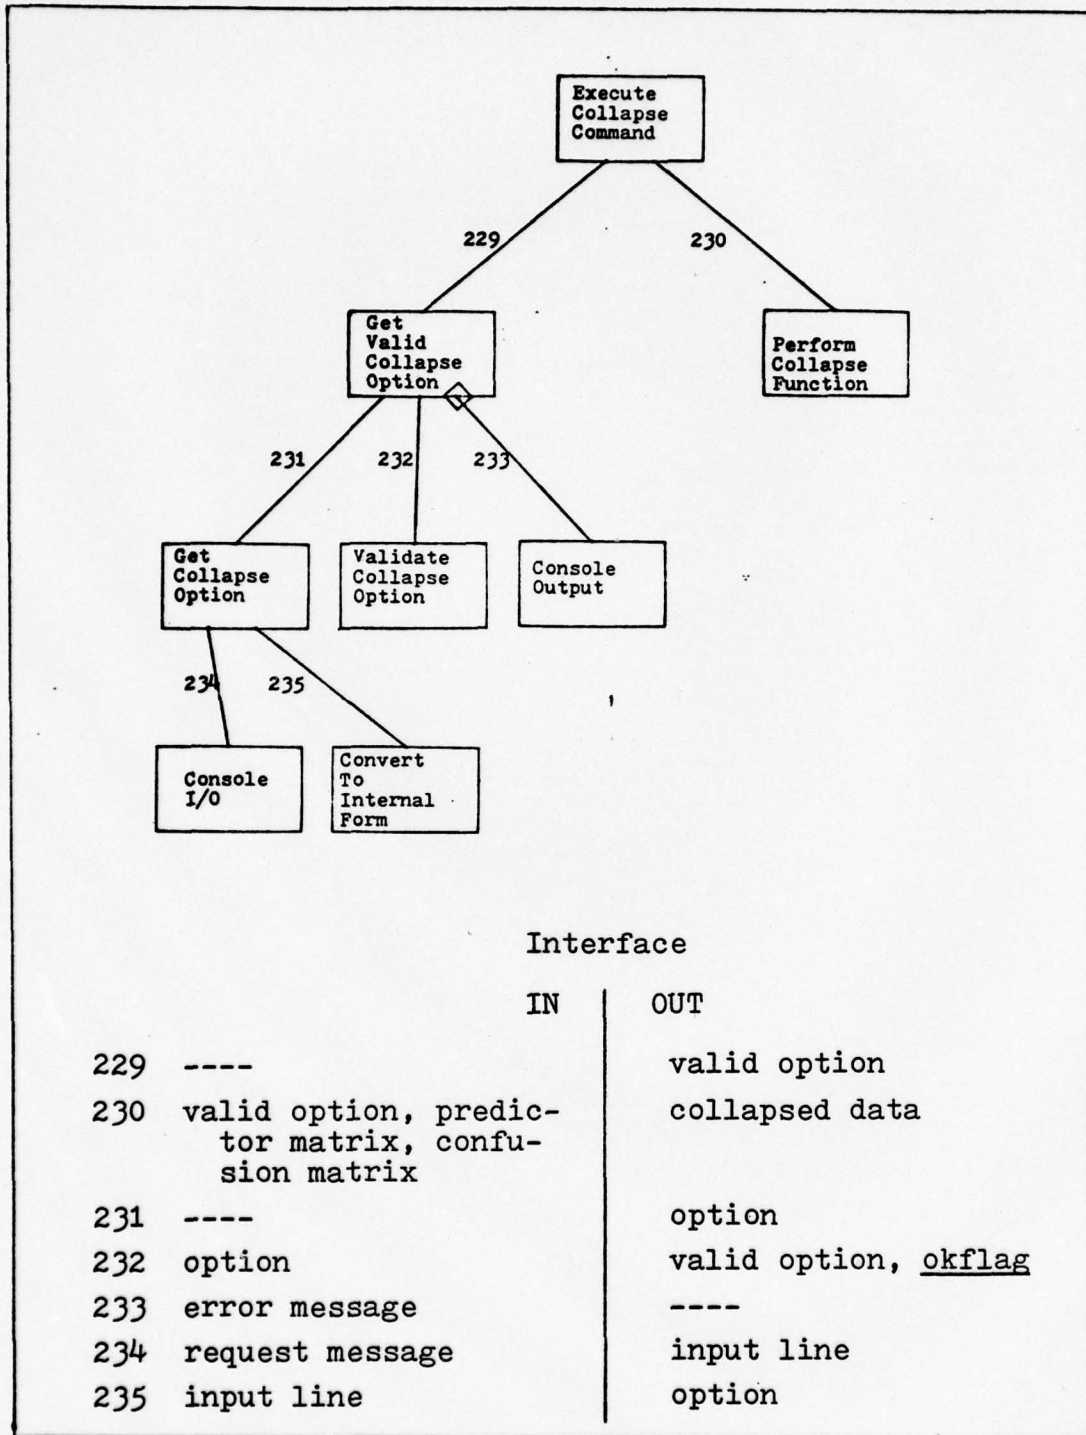 Execute
Collapse
Command
229
230
Get
Valid
Collapse
Option
Perform
Collapse
Function
231
232
233
Get
Collapse
Option
Validate
Collapse
Option
Console
Output
234
235
Console
I/O
Convert
To
Internal
Form
Interface
IN OUT
229 ---- valid option
230 valid option, predic- collapsed data
tor matrix, confu-
sion matrix
231 ---- option
232 option valid option, okflag
233 error message ----
234 request message input line
235 input line option